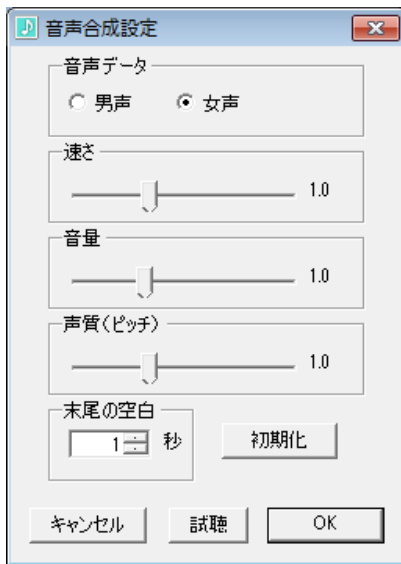 音声合成設定
音声データ
男声 女声
速さ
1.0
音量
1.0
声質(ピッチ)
1.0
末尾の空白
1 秒 初期化
キャンセル 試聴 OK